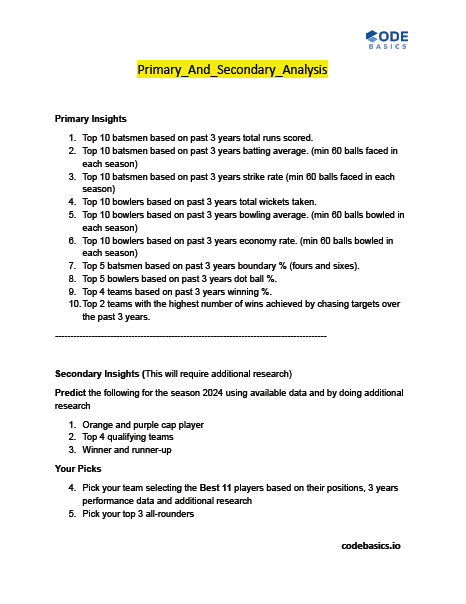 CODE
BASICS
Primary_And_Secondary_Analysis
Primary Insights
1. Top 10 batsmen based on past 3 years total runs scored.
2. Top 10 batsmen based on past 3 years batting average. (min 60 balls faced in
each season)
3. Top 10 batsmen based on past 3 years strike rate (min 60 balls faced in each
season)
4. Top 10 bowlers based on past 3 years total wickets taken.
5. Top 10 bowlers based on past 3 years bowling average. (min 60 balls bowled in
each season)
6. Top 10 bowlers based on past 3 years economy rate. (min 60 balls bowled in
each season)
7. Top 5 batsmen based on past 3 years boundary % (fours and sixes).
8. Top 5 bowlers based on past 3 years dot ball %.
9. Top 4 teams based on past 3 years winning %.
10. Top 2 teams with the highest number of wins achieved by chasing targets over
the past 3 years.
------------------------------------------------------------------------------------------
Secondary Insights (This will require additional research)
Predict the following for the season 2024 using available data and by doing additional
research
1. Orange and purple cap player
2. Top 4 qualifying teams
3. Winner and runner-up
Your Picks
4. Pick your team selecting the Best 11 players based on their positions, 3 years
performance data and additional research
5. Pick your top 3 all-rounders
codebasics.io